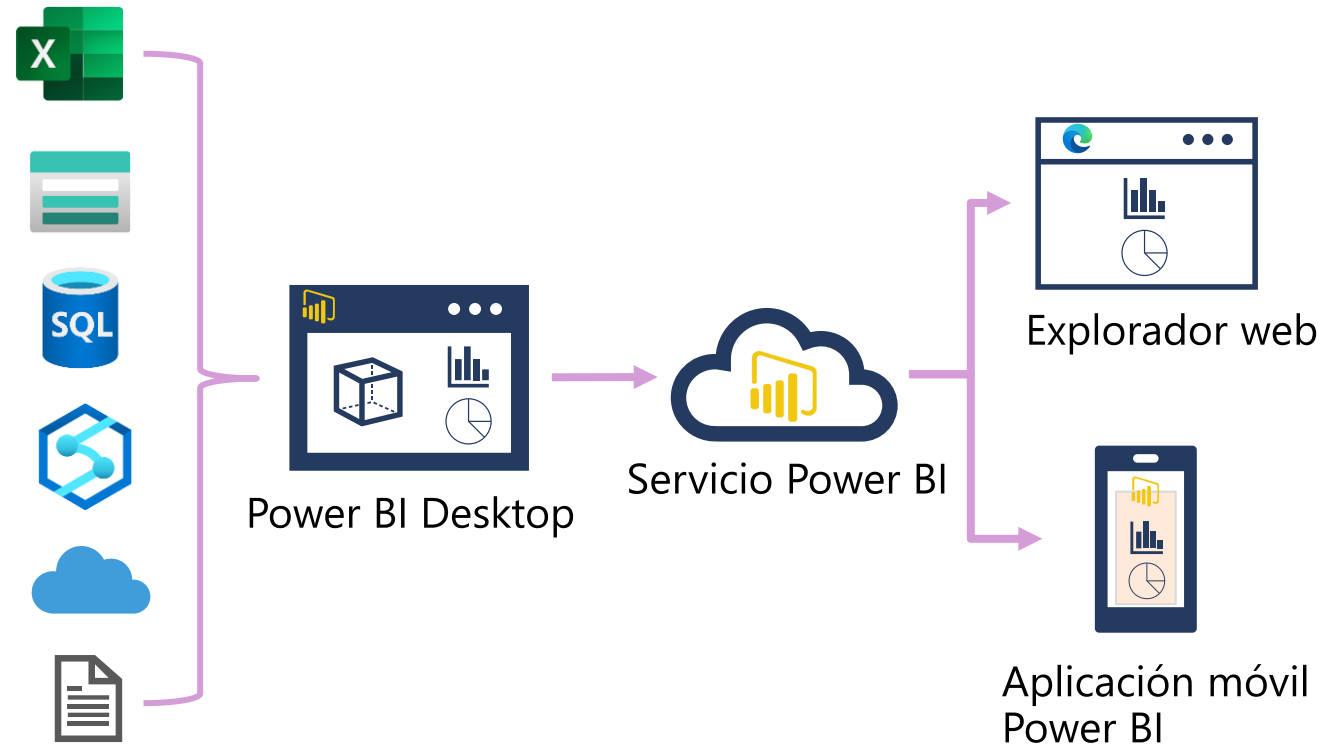 X
SQL
Power BI Desktop
Servicio Power BI
Explorador web
Aplicación móvil
Power BI